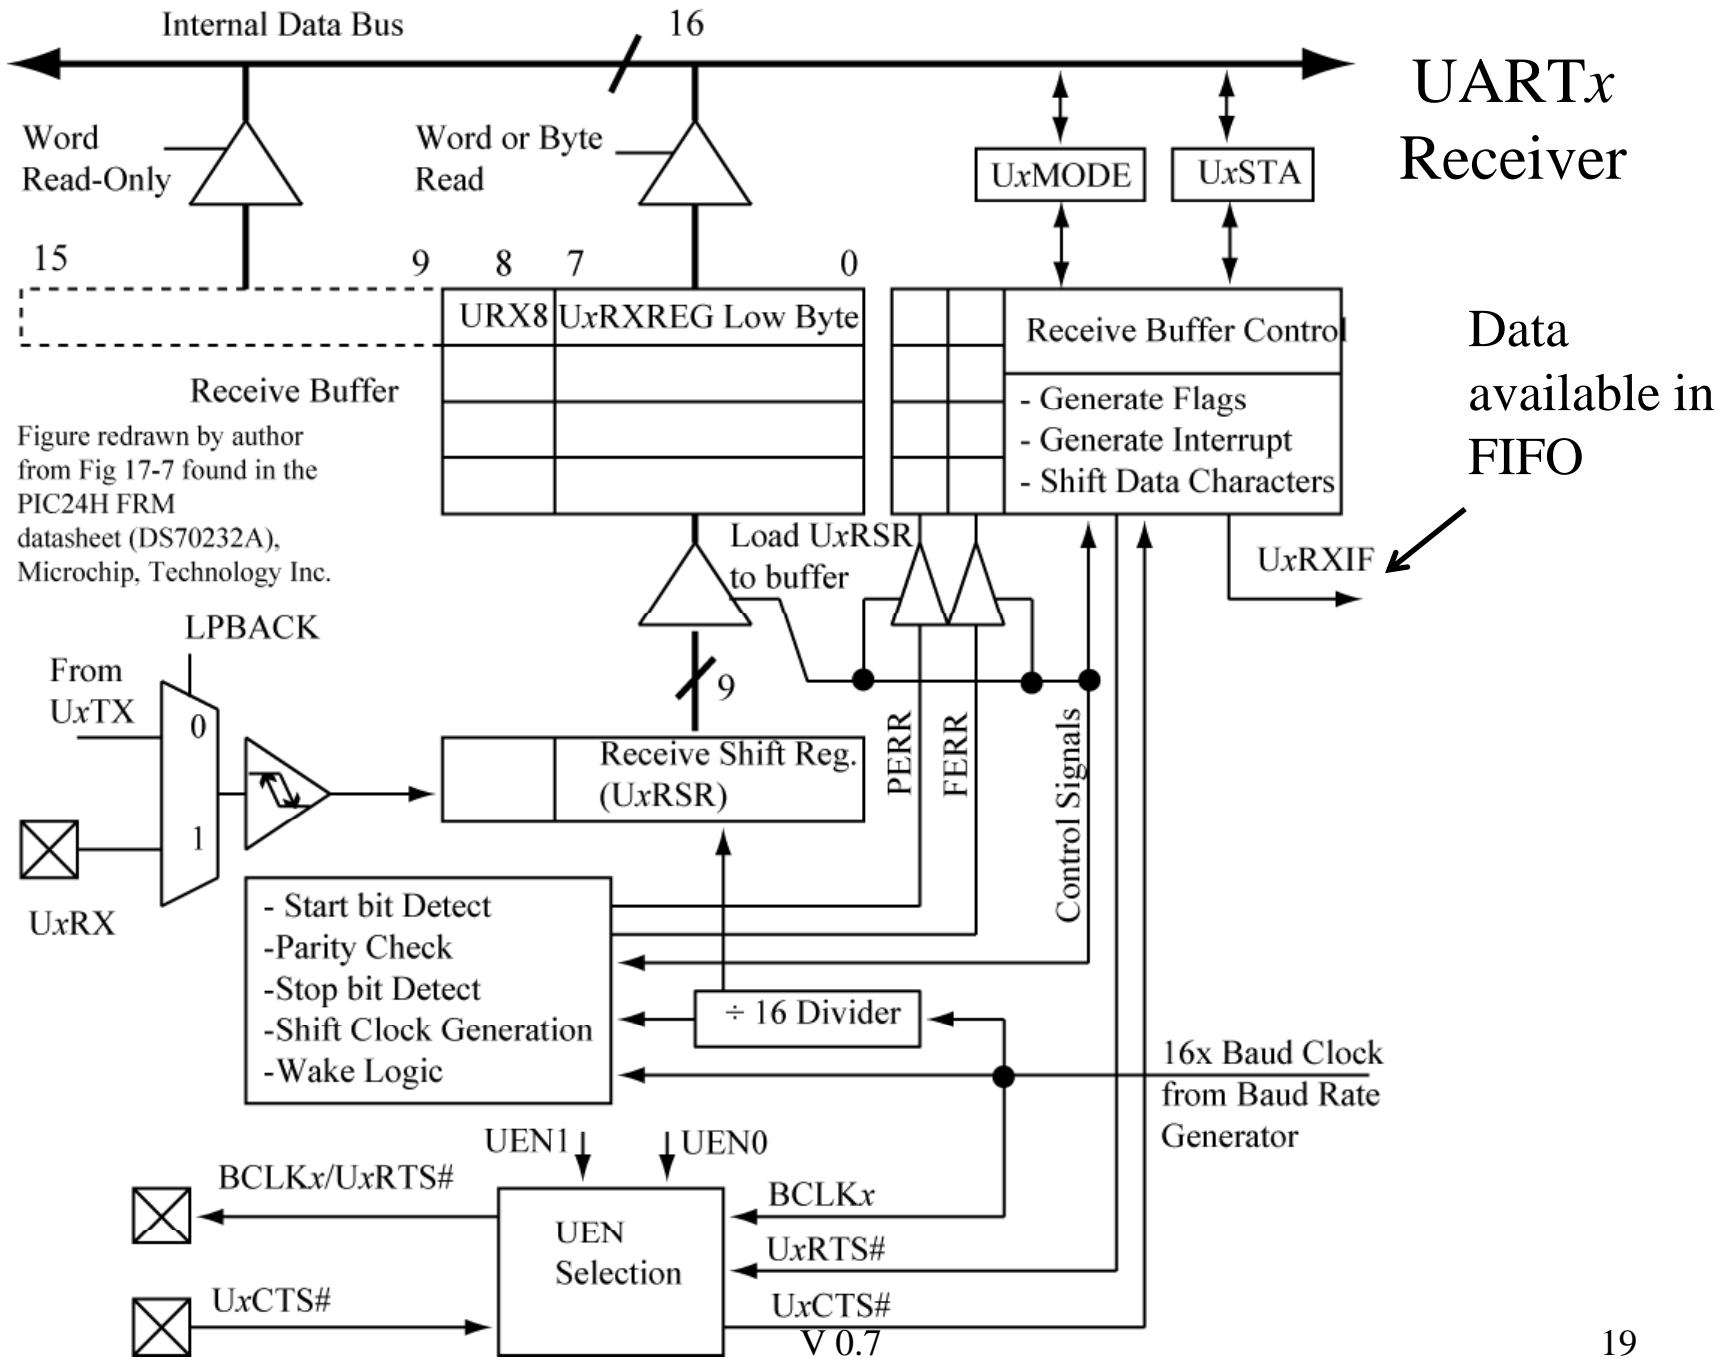 Internal Data Bus
16
UARTx
Receiver
Word
Read-Only
Word or Byte
Read
UxMODE
UxSTA
15
9
8
7
0
URX8
UxRXREG Low Byte
Receive Buffer Control
Receive Buffer
- Generate Flags
- Generate Interrupt
- Shift Data Characters
Data
available in
FIFO
Figure redrawn by author
from Fig 17-7 found in the
PIC24H FRM
datasheet (DS70232A),
Microchip, Technology Inc.
Load UxRSR
to buffer
UxRXIF
LPBACK
From
UxTX
0
1
UxRX
9
Receive Shift Reg.
(UxRSR)
PERR
FERR
Control Signals
- Start bit Detect
-Parity Check
-Stop bit Detect
-Shift Clock Generation
-Wake Logic
÷ 16 Divider
16x Baud Clock
from Baud Rate
Generator
UEN1
UEN0
BCLKx/UxRTS#
UxCTS#
UEN
Selection
BCLKx
UxRTS#
UxCTS#
V 0.7
19